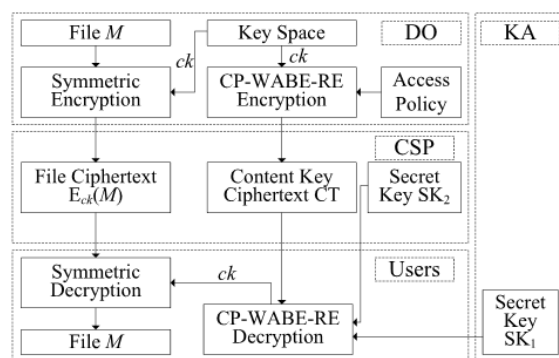 File M
Key Space
DO
KA
ck
ck
Symmetric
Encryption
CP-WABE-RE
Encryption
Access
Policy
CSP
File Ciphertext
E_ck(M)
Content Key
Ciphertext CT
Secret
Key SK₂
Users
Symmetric
Decryption
ck
CP-WABE-RE
Decryption
Secret
Key
SK₁
File M